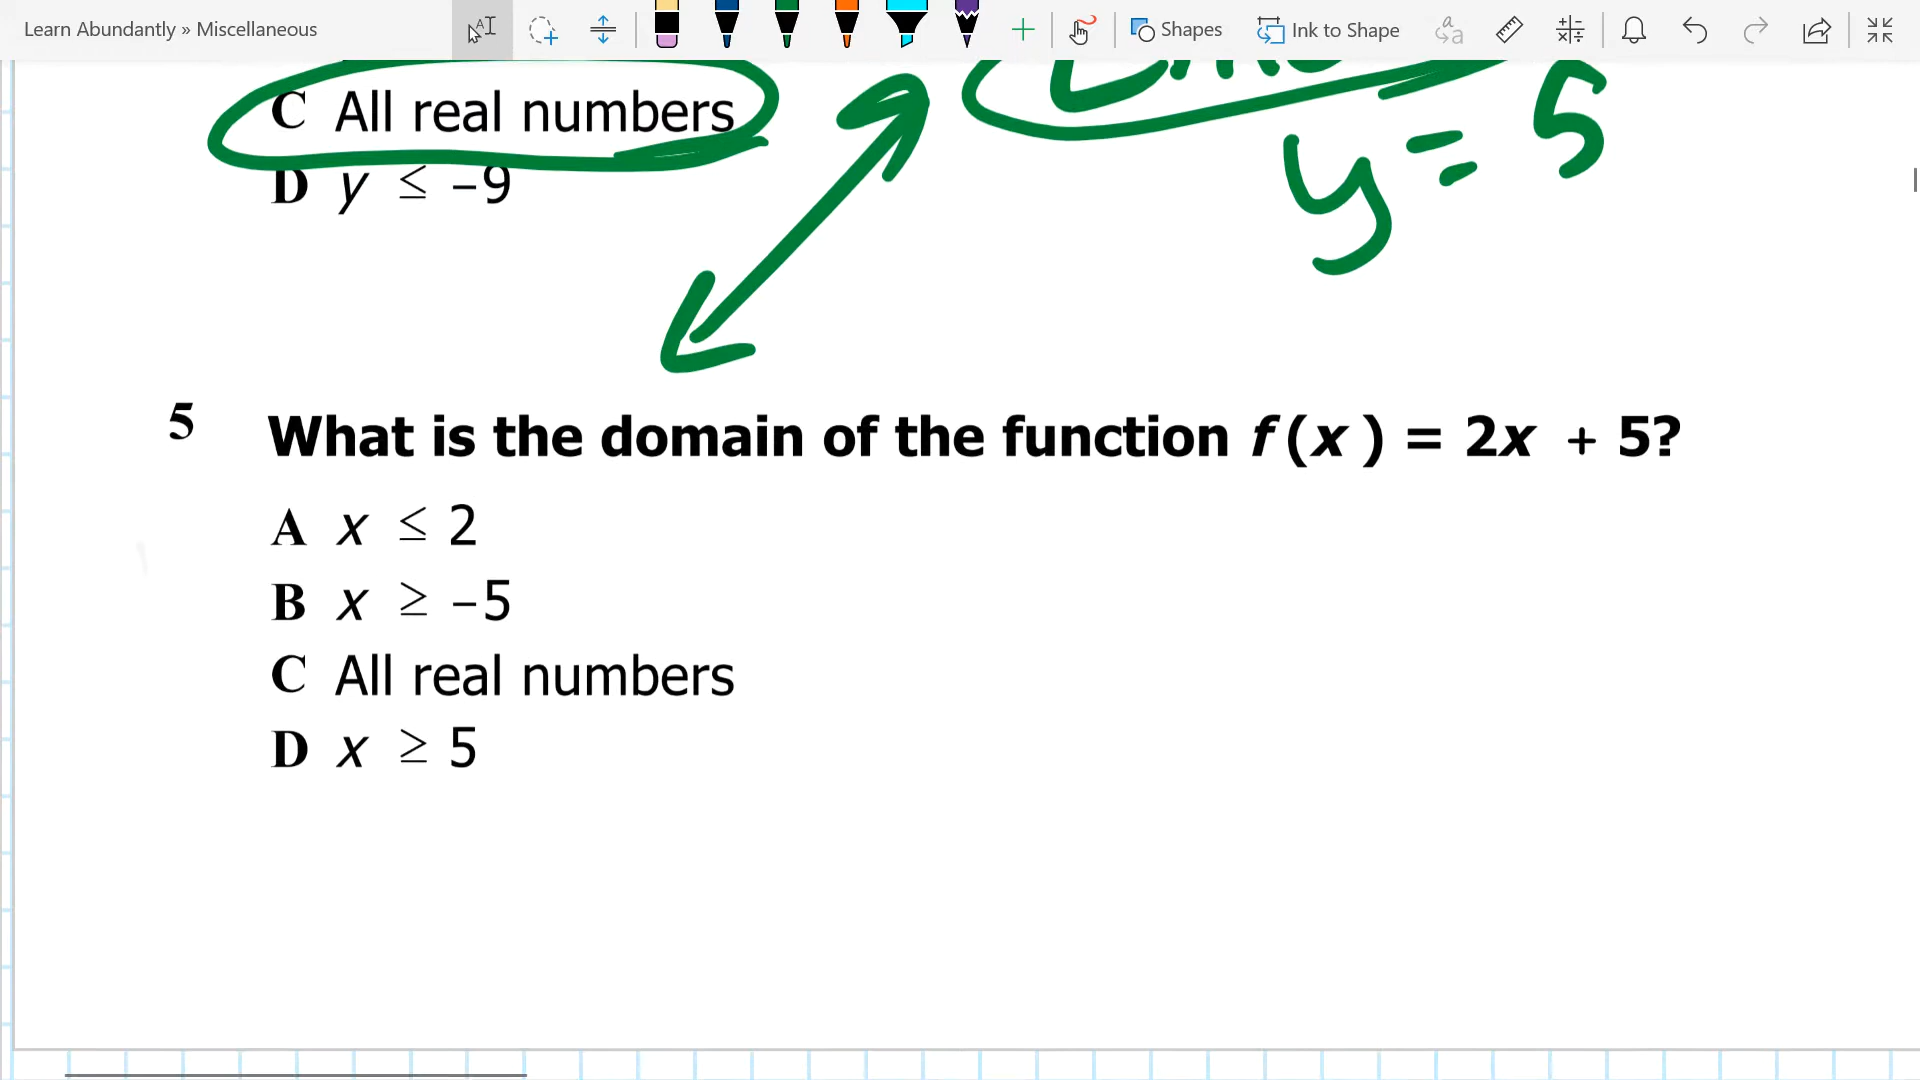 Learn Abundantly » Miscellaneous
Shapes
Ink to Shape
C All real numbers
y = 5
D y ≤ –9
5 What is the domain of the function f(x) = 2x + 5?
A x ≤ 2
B x ≥ –5
C All real numbers
D x ≥ 5